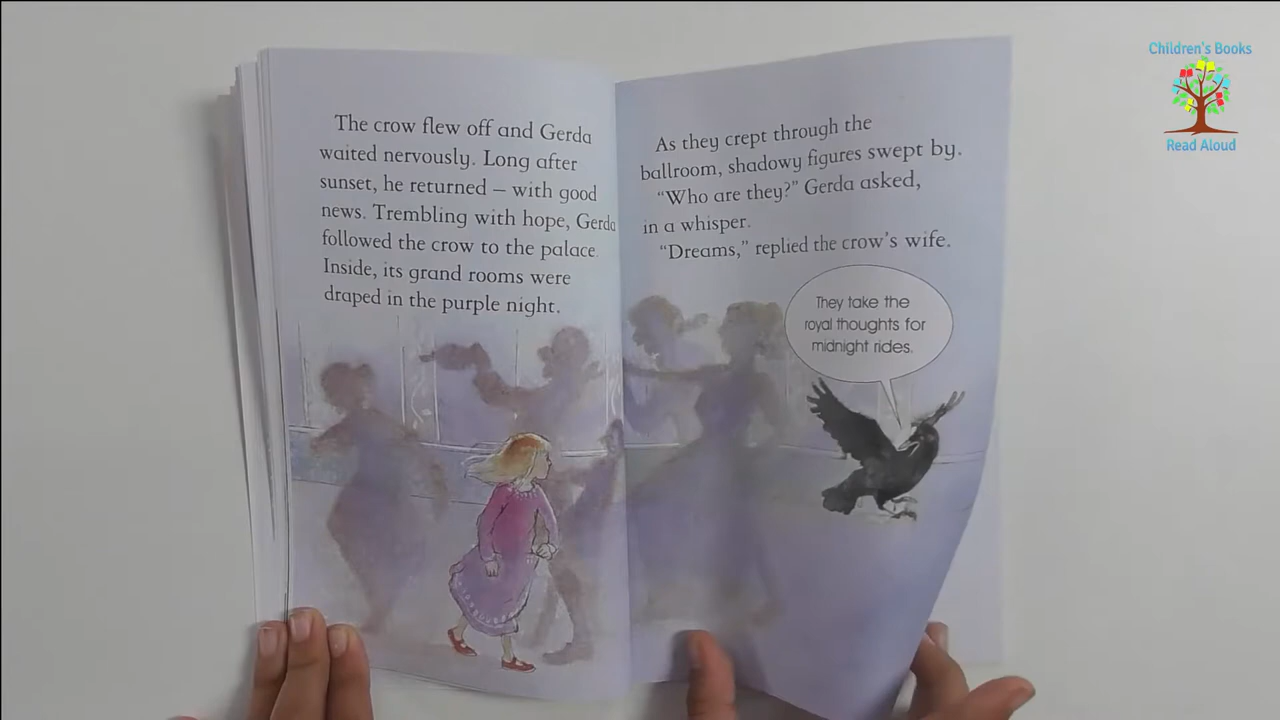 The crow flew off and Gerda
waited nervously. Long after
sunset, he returned – with good
news. Trembling with hope, Gerda
followed the crow to the palace.
Inside, its grand rooms were
draped in the purple night.
As they crept through the
ballroom, shadowy figures swept by.
“Who are they?” Gerda asked,
in a whisper.
“Dreams,” replied the crow’s wife.
They take the
royal thoughts for
midnight rides.
Children's Books
Read Aloud